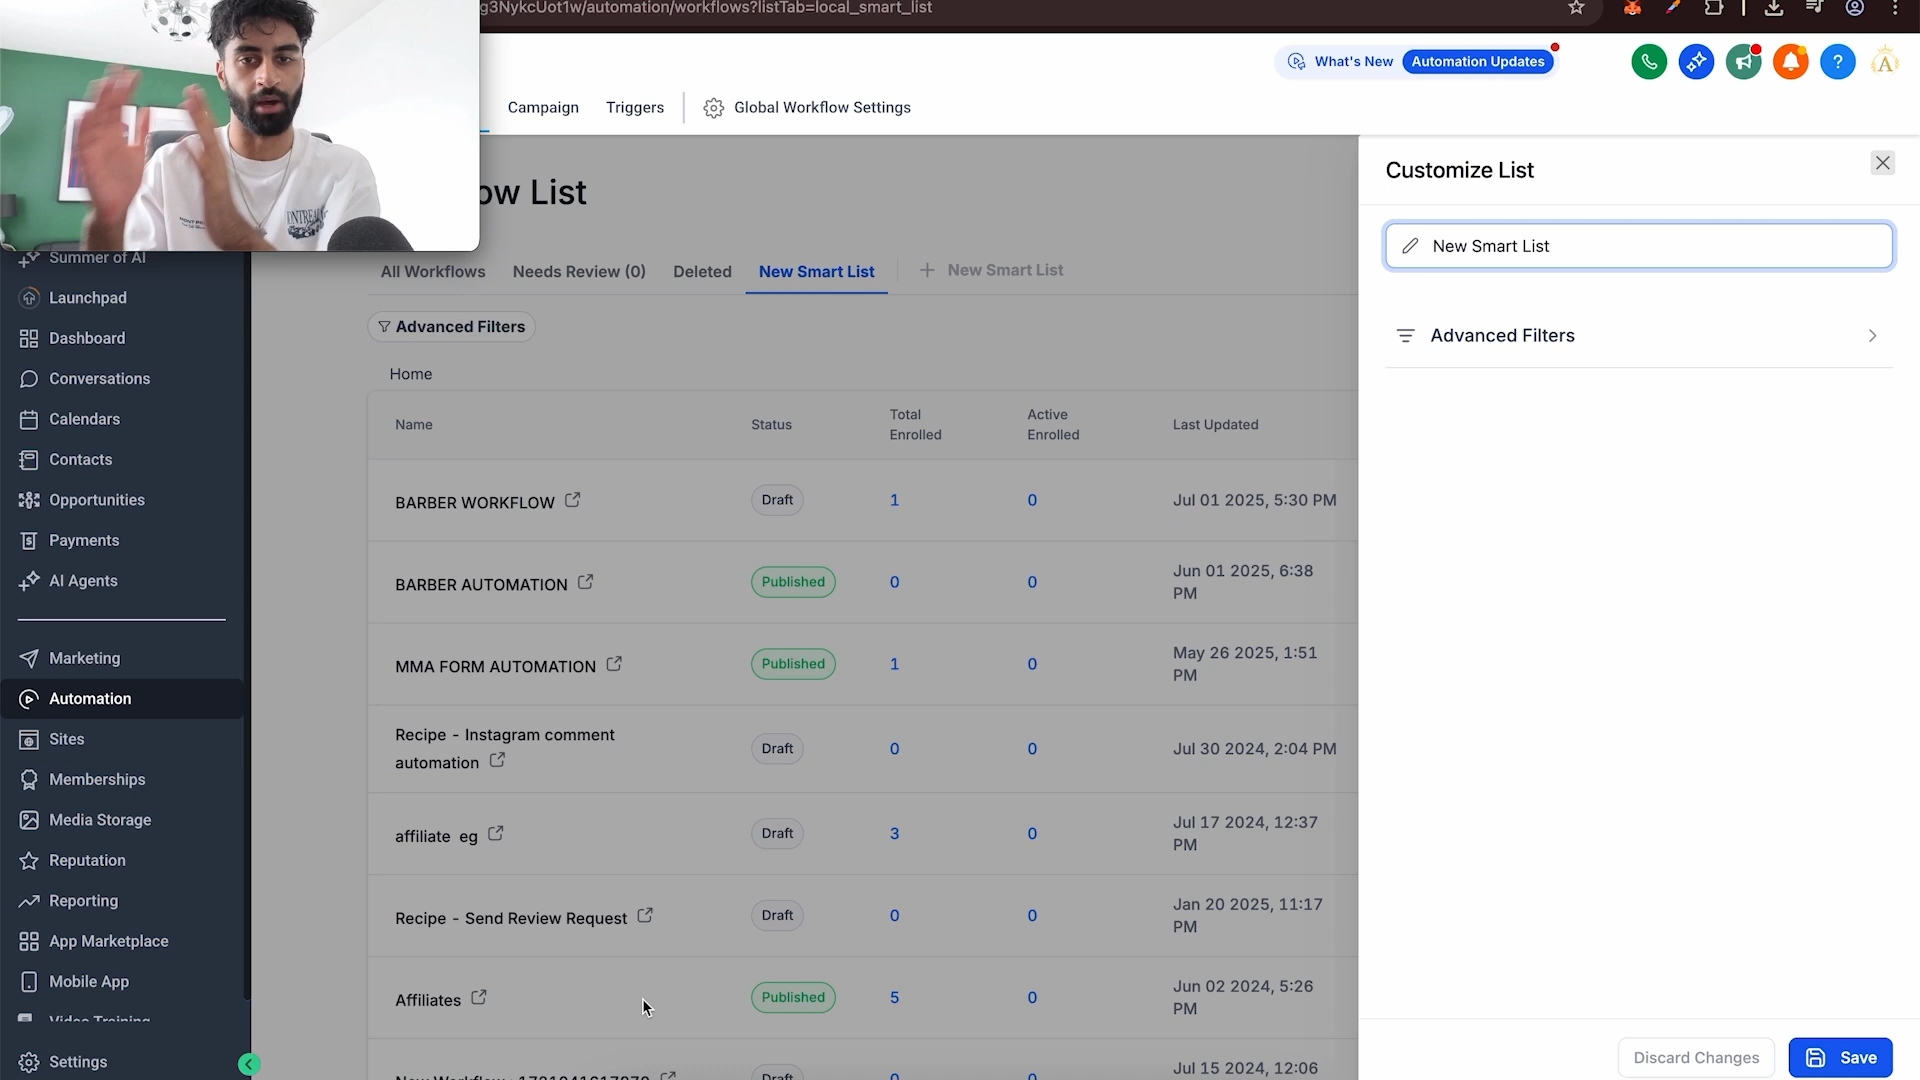 g3NykcUot1w/automation/workflows?listTab=local_smart_list
What's New
Automation Updates
?
A
Campaign
Triggers
Global Workflow Settings
ow List
Customize List
New Smart List
Advanced Filters
Discard Changes
Save
All Workflows
Needs Review (0)
Deleted
New Smart List
New Smart List
Advanced Filters
Home
Name
Status
Total Enrolled
Active Enrolled
Last Updated
BARBER WORKFLOW
Draft
1
0
Jul 01 2025, 5:30 PM
BARBER AUTOMATION
Published
0
0
Jun 01 2025, 6:38
PM
MMA FORM AUTOMATION
Published
1
0
May 26 2025, 1:51
PM
Recipe - Instagram comment
automation
Draft
0
0
Jul 30 2024, 2:04 PM
affiliate eg
Draft
3
0
Jul 17 2024, 12:37
PM
Recipe - Send Review Request
Draft
0
0
Jan 20 2025, 11:17
PM
Affiliates
Published
5
0
Jun 02 2024, 5:26
PM
Draft
0
0
Jul 15 2024, 12:06
Summer of AI
Launchpad
Dashboard
Conversations
Calendars
Contacts
Opportunities
Payments
AI Agents
Marketing
Automation
Sites
Memberships
Media Storage
Reputation
Reporting
App Marketplace
Mobile App
Video Training
Settings